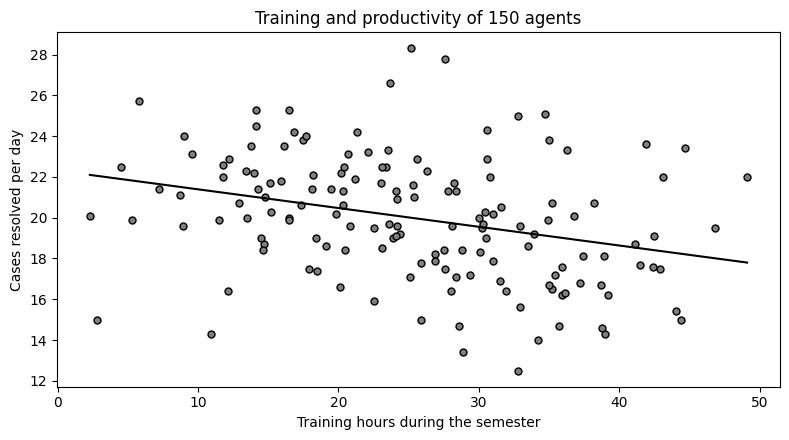 Training and productivity of 150 agents
Cases resolved per day
28
26
24
22
20
18
16
14
12
0 10 20 30 40 50
Training hours during the semester